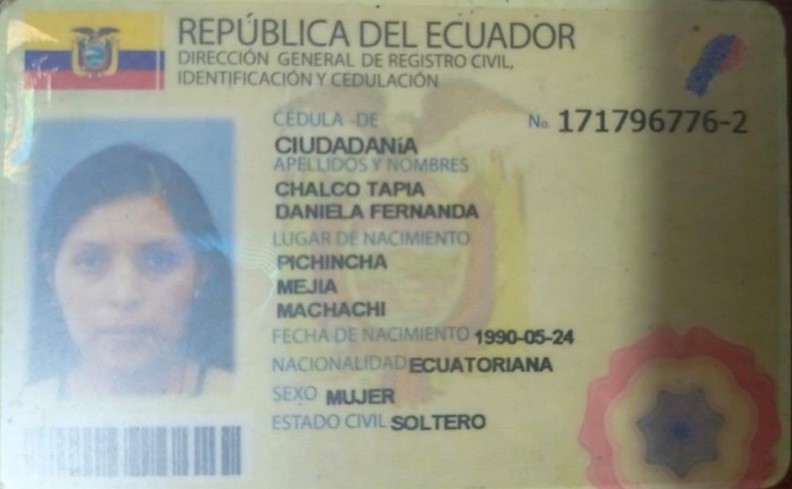 REPÚBLICA DEL ECUADOR
DIRECCIÓN GENERAL DE REGISTRO CIVIL,
IDENTIFICACIÓN Y CEDULACIÓN
CÉDULA DE
No. 171796776-2
CIUDADANíA
APELLIDOS Y NOMBRES
CHALCO TAPIA
DANIELA FERNANDA
LUGAR DE NACIMIENTO
PICHINCHA
MEJIA
MACHACHI
FECHA DE NACIMIENTO 1990-05-24
NACIONALIDAD ECUATORIANA
SEXO MUJER
ESTADO CIVIL SOLTERO